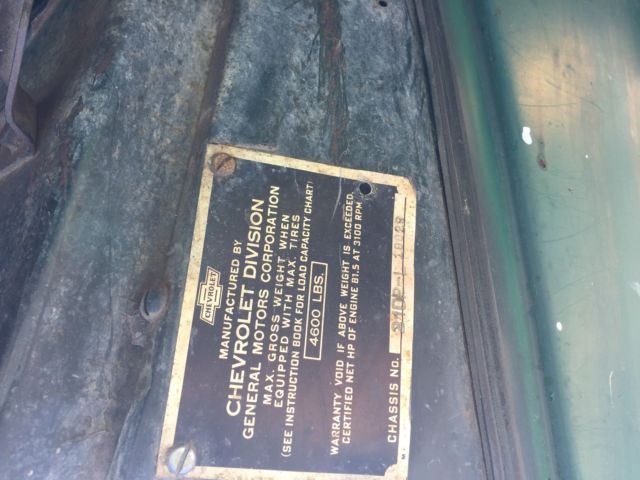 CHEVROLET
MANUFACTURED BY
CHEVROLET DIVISION
GENERAL MOTORS CORPORATION
MAX. GROSS WEIGHT WHEN
EQUIPPED WITH MAX. TIRES
(SEE INSTRUCTION BOOK FOR LOAD CAPACITY CHART)
4600 LBS.
WARRANTY VOID IF ABOVE WEIGHT IS EXCEEDED.
CERTIFIED NET HP OF ENGINE 81.5 AT 3100 RPM
CHASSIS No.